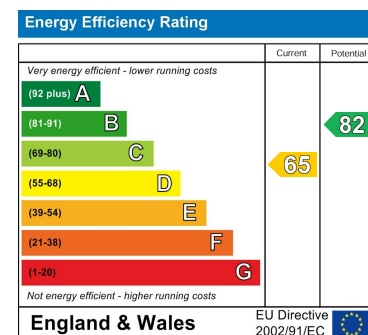 Energy Efficiency Rating
Current Potential
Very energy efficient - lower running costs
(92 plus) A
(81-91) B
82
(69-80) C
65
(55-68) D
(39-54) E
(21-38) F
(1-20) G
Not energy efficient - higher running costs
England & Wales
EU Directive
2002/91/EC